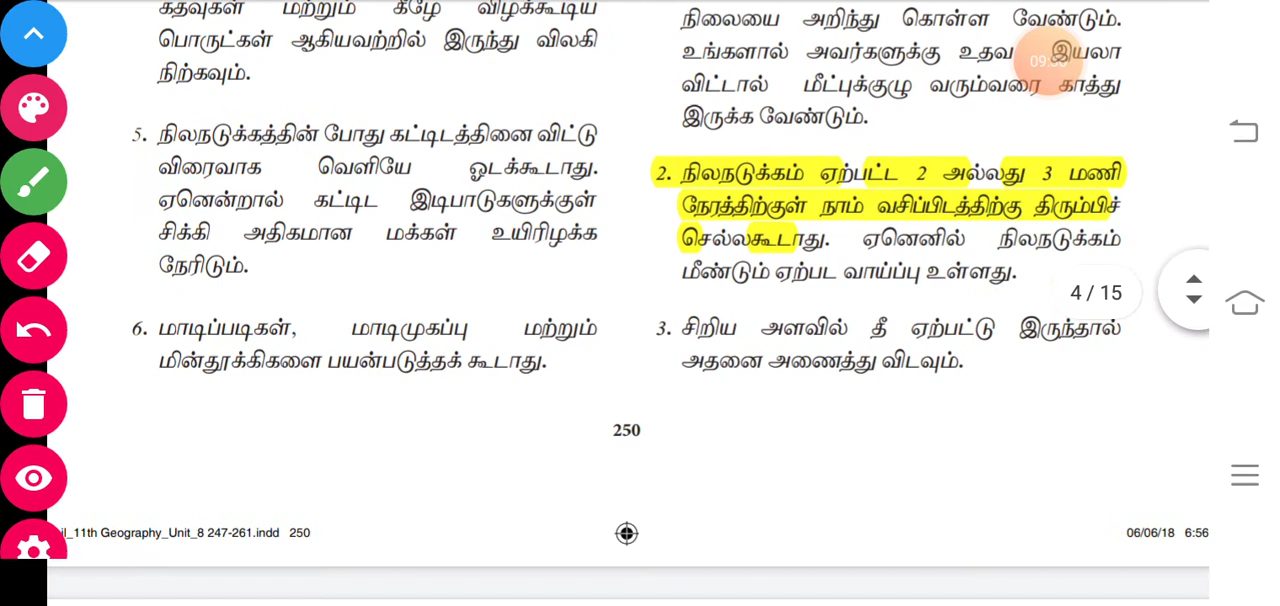 கதவுகள் மற்றும் கீழே விழக்கூடிய
பொருட்கள் ஆகியவற்றில் இருந்து விலகி
நிற்கவும்.
5. நிலநடுக்கத்தின் போது கட்டிடத்தினை விட்டு
விரைவாக வெளியே ஓடக்கூடாது.
ஏனென்றால் கட்டிட இடிபாடுகளுக்குள்
சிக்கி அதிகமான மக்கள் உயிரிழக்க
நேரிடும்.
6. மாடிப்படிகள், மாடிமுகப்பு மற்றும்
மின்தூக்கிகளை பயன்படுத்தக் கூடாது.
நிலையை அறிந்து கொள்ள வேண்டும்.
உங்களால் அவர்களுக்கு உதவ இயலா
விட்டால் மீட்புக்குழு வரும்வரை காத்து
இருக்க வேண்டும்.
2. நிலநடுக்கம் ஏற்பட்ட 2 அல்லது 3 மணி
நேரத்திற்குள் நாம் வசிப்பிடத்திற்கு திரும்பிச்
செல்லகூடாது. ஏனெனில் நிலநடுக்கம்
மீண்டும் ஏற்பட வாய்ப்பு உள்ளது.
4 / 15
3. சிறிய அளவில் தீ ஏற்பட்டு இருந்தால்
அதனை அணைத்து விடவும்.
250
il_11th Geography_Unit_8 247-261.indd 250
06/06/18 6:56